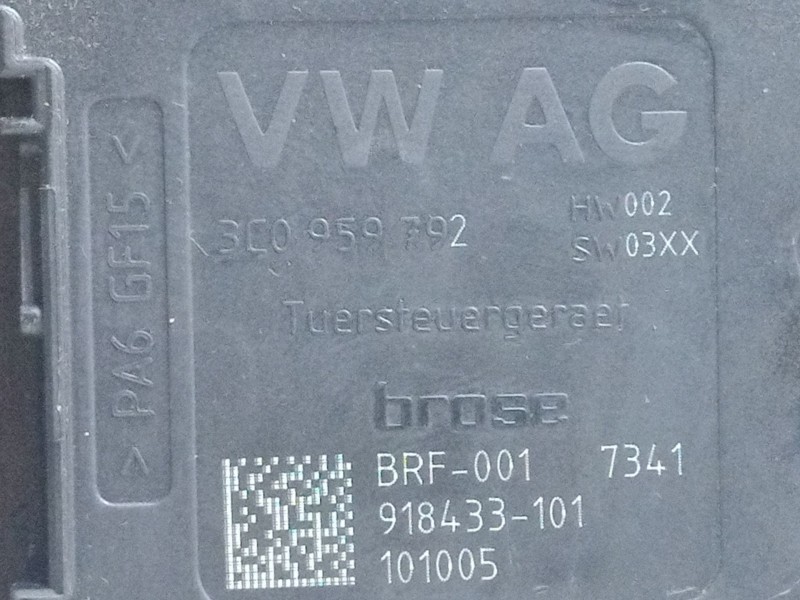 VW AG
3C0 959 792
HW002
SW03XX
Tuersteuergeraet
brose
BRF-001 7341
918433-101
101005
> PA6 GF15 <